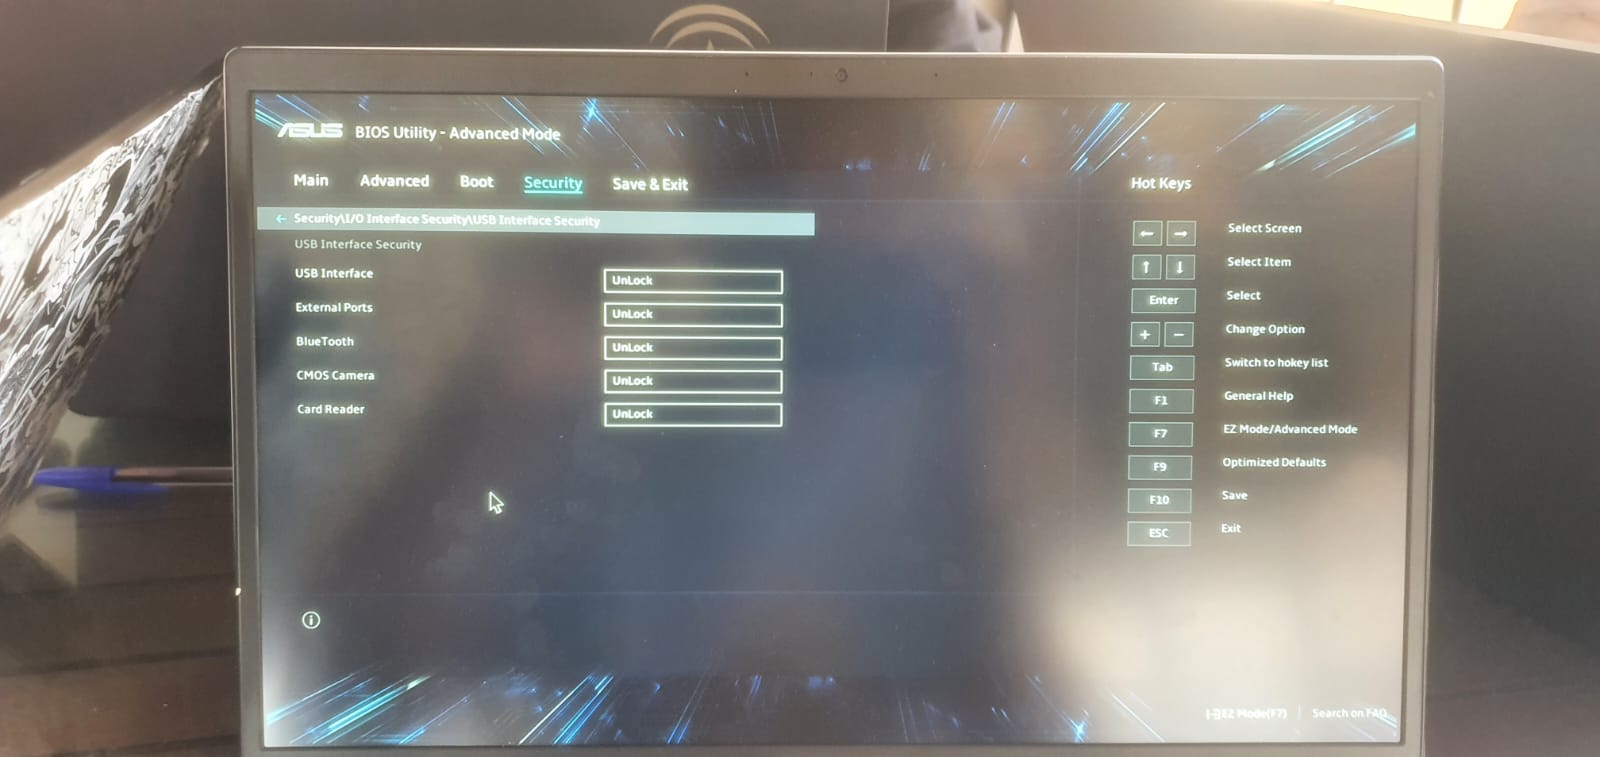 ASUS BIOS Utility - Advanced Mode
Main Advanced Boot Security Save & Exit
Hot Keys
← Security\I/O Interface Security\USB Interface Security
USB Interface Security
USB Interface UnLock
External Ports UnLock
BlueTooth UnLock
CMOS Camera UnLock
Card Reader UnLock
← → Select Screen
↑ ↓ Select Item
Enter Select
+ - Change Option
Tab Switch to hokey list
F1 General Help
F7 EZ Mode/Advanced Mode
F9 Optimized Defaults
F10 Save
ESC Exit
EZ Mode(F7) | Search on FAQ